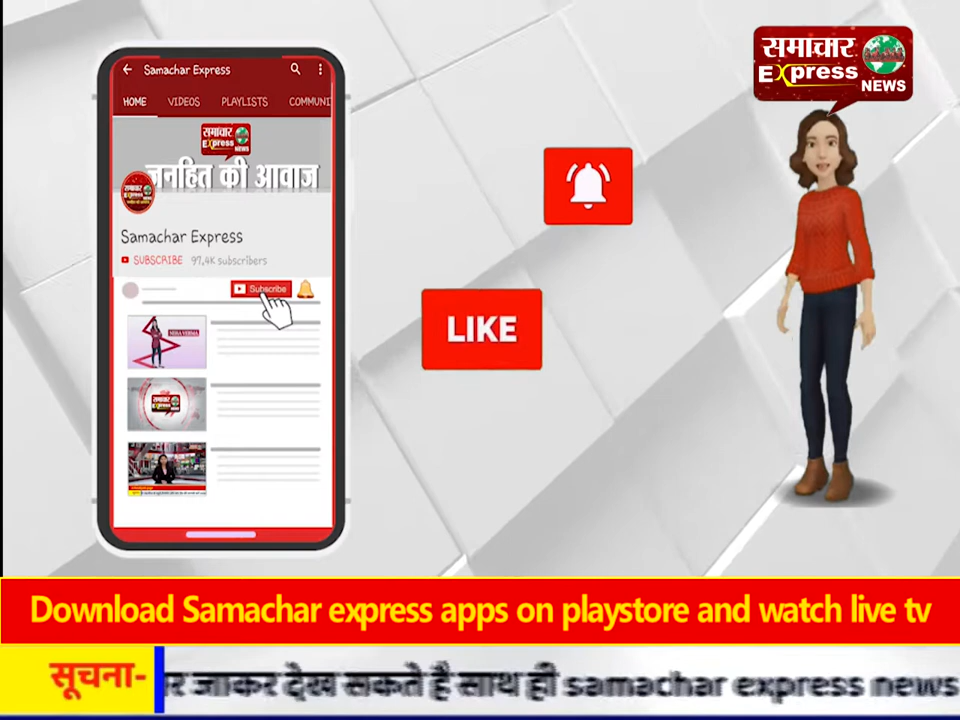 Samachar Express
HOME VIDEOS PLAYLISTS COMMUNI
समाचार
Express
NEWS
जनहित की आवाज
Samachar Express
SUBSCRIBE 97.4K subscribers
Subscribe
LIKE
समाचार
Express
NEWS
Download Samachar express apps on playstore and watch live tv
सूचना- र जाकर देख सकते है साथ ही samachar express news